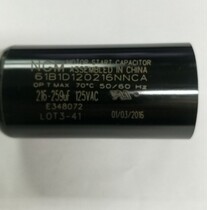 MOTOR START CAPACITOR
ASSEMBLED IN CHINA
61B1D120216NNCA
OP T MAX 70°C 50/60 Hz
216-259uF 125VAC
E348072
LOT3-41 01/03/2016